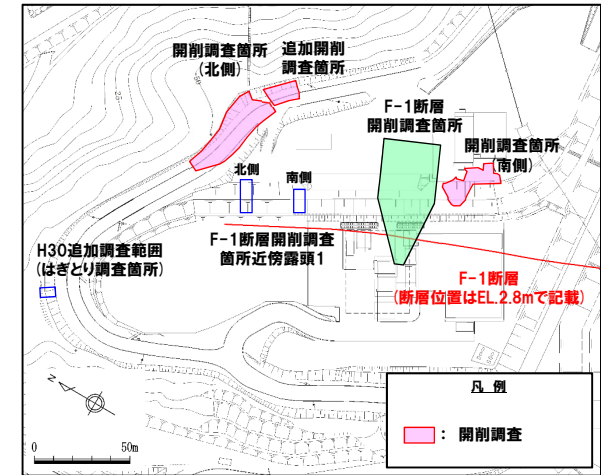 開削調査箇所
(北側)
追加開削
調査箇所
F-1断層
開削調査箇所
開削調査箇所
(南側)
北側
南側
H30追加調査範囲
(はぎとり調査箇所)
F-1断層開削調査
箇所近傍露頭1
F-1断層
(断層位置はEL.2.8mで記載)
N
0
50m
凡 例
: 開削調査